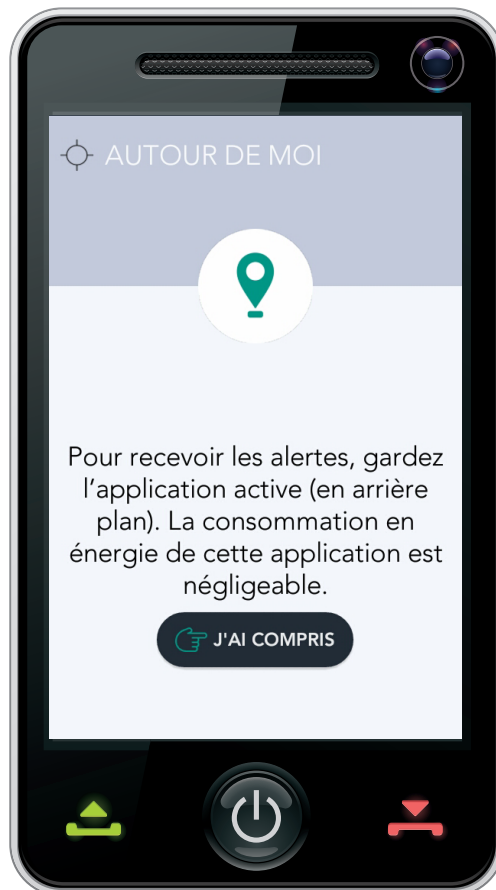 AUTOUR DE MOI
Pour recevoir les alertes, gardez
l'application active (en arrière
plan). La consommation en
énergie de cette application est
négligeable.
J'AI COMPRIS